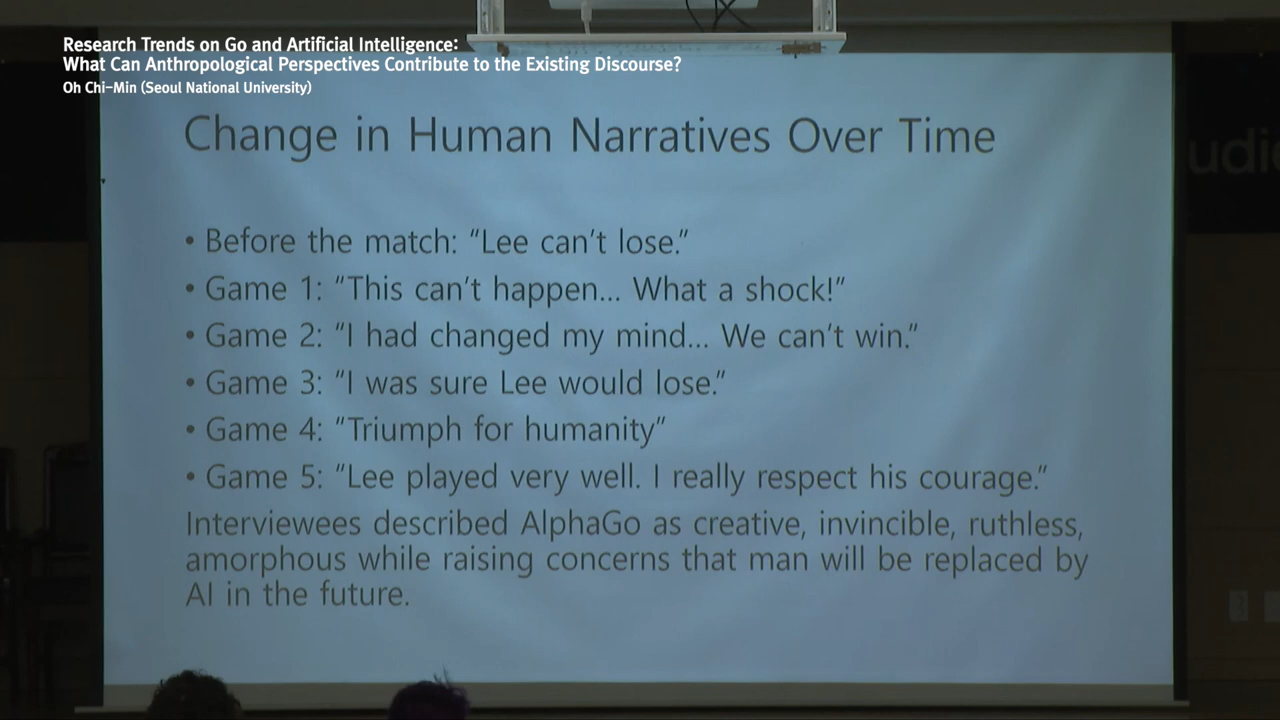 Research Trends on Go and Artificial Intelligence:
What Can Anthropological Perspectives Contribute to the Existing Discourse?
Oh Chi-Min (Seoul National University)
Change in Human Narratives Over Time
• Before the match: “Lee can’t lose.”
• Game 1: “This can’t happen... What a shock!”
• Game 2: “I had changed my mind... We can’t win.”
• Game 3: “I was sure Lee would lose.”
• Game 4: “Triumph for humanity”
• Game 5: “Lee played very well. I really respect his courage.”
Interviewees described AlphaGo as creative, invincible, ruthless,
amorphous while raising concerns that man will be replaced by
AI in the future.